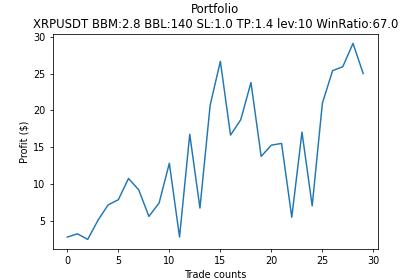 Portfolio
XRPUSDT BBM:2.8 BBL:140 SL:1.0 TP:1.4 lev:10 WinRatio:67.0
30
25
20
15
10
5
Profit ($)
0 5 10 15 20 25 30
Trade counts